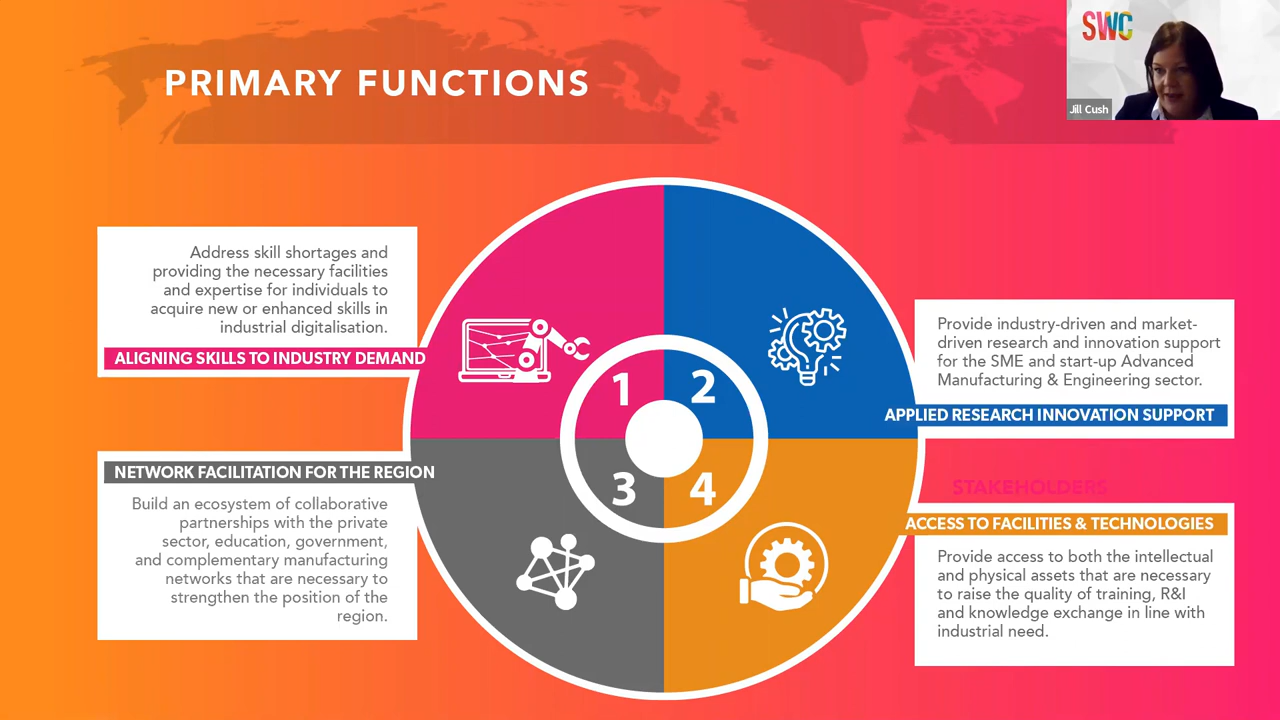 PRIMARY FUNCTIONS
SWC
Jill Cush
Address skill shortages and
providing the necessary facilities
and expertise for individuals to
acquire new or enhanced skills in
industrial digitalisation.
ALIGNING SKILLS TO INDUSTRY DEMAND
1
2
Provide industry-driven and market-
driven research and innovation support
for the SME and start-up Advanced
Manufacturing & Engineering sector.
APPLIED RESEARCH INNOVATION SUPPORT
NETWORK FACILITATION FOR THE REGION
Build an ecosystem of collaborative
partnerships with the private
sector, education, government,
and complementary manufacturing
networks that are necessary to
strengthen the position of the
region.
3
4
STAKEHOLDERS
ACCESS TO FACILITIES & TECHNOLOGIES
Provide access to both the intellectual
and physical assets that are necessary
to raise the quality of training, R&I
and knowledge exchange in line with
industrial need.